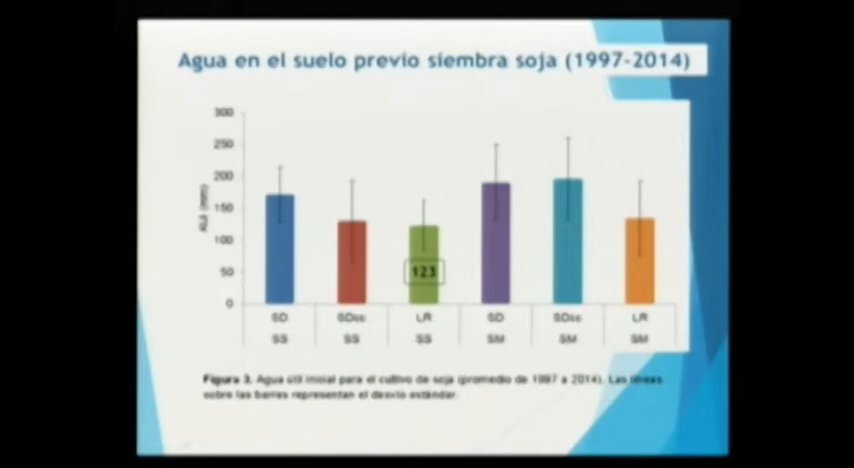 Agua en el suelo previo siembra soja (1997-2014)
300
250
200
150
100
50
0
AUI (mm)
123
SD SDcc LR SD SDcc LR
SS SS SS SM SM SM
Figura 3. Agua útil inicial para el cultivo de soja (promedio de 1997 a 2014). Las líneas
sobre las barras representan el desvío estándar.